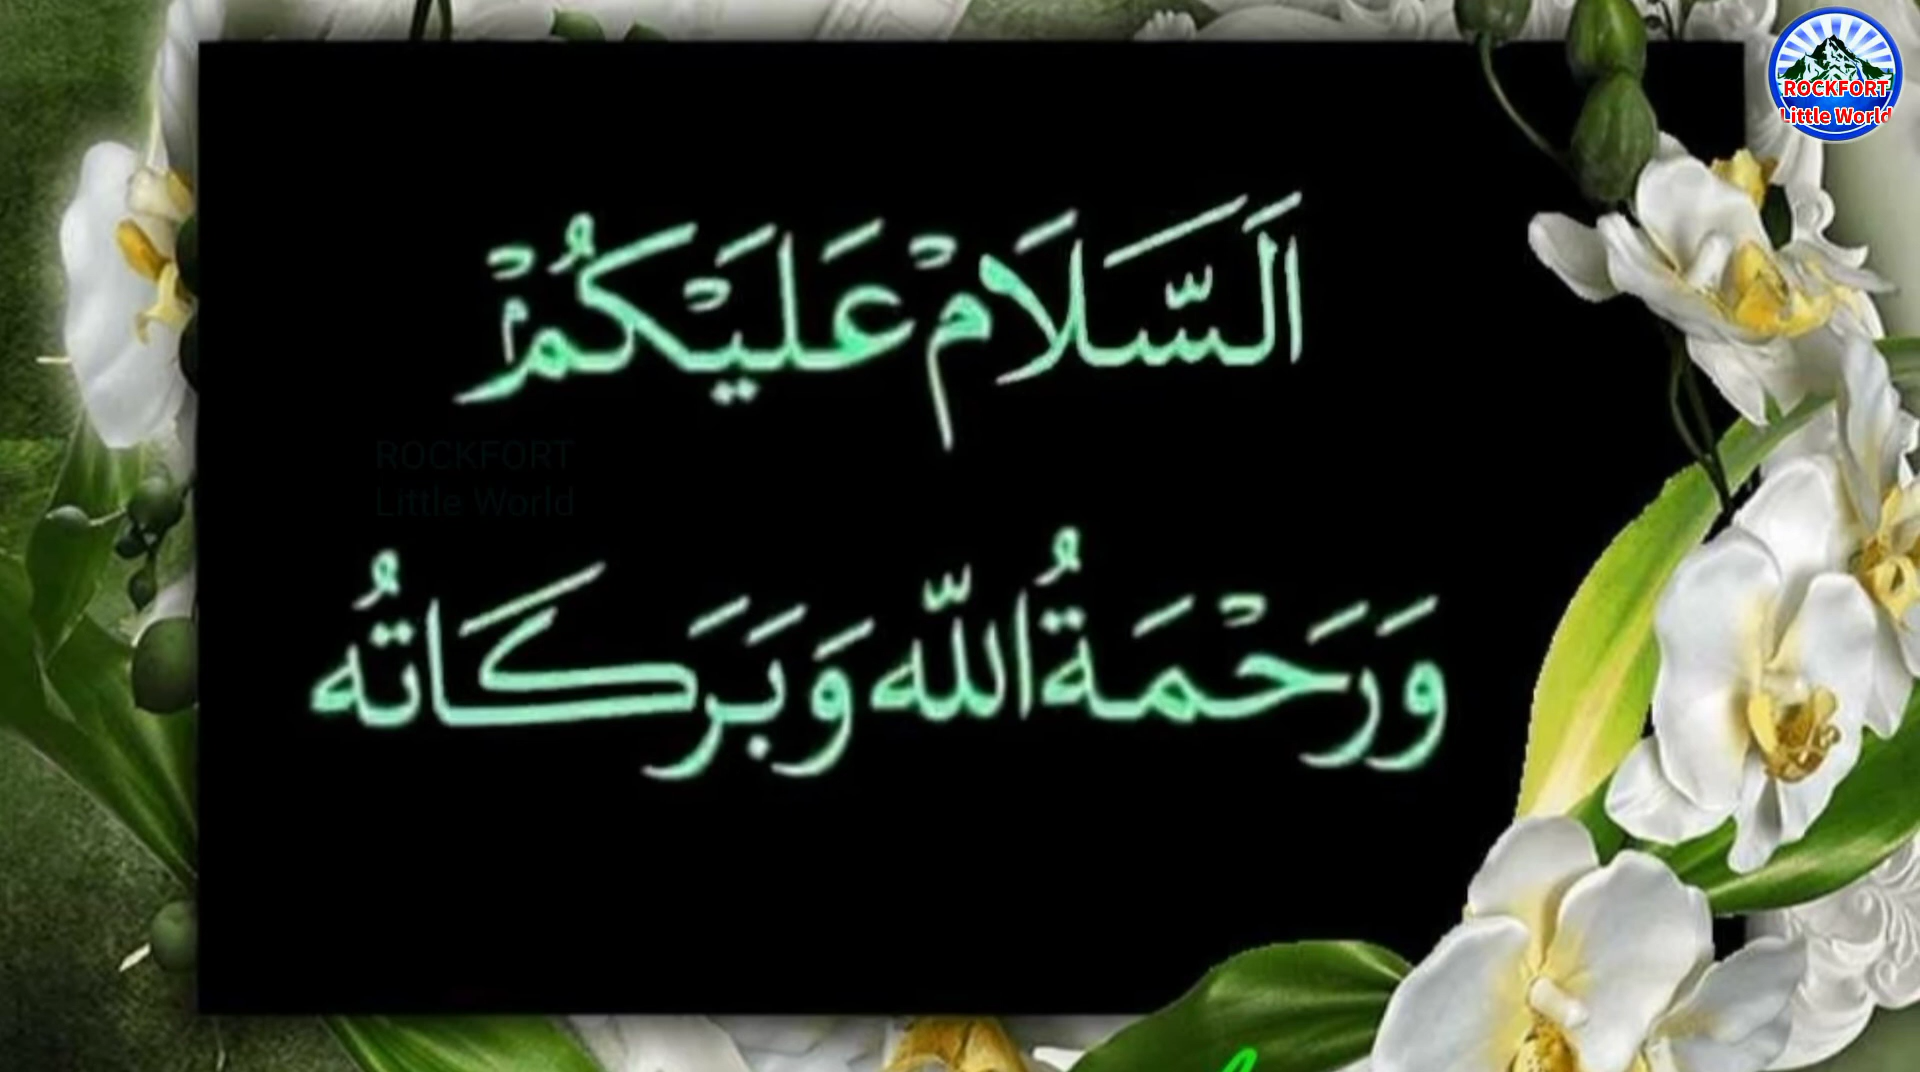 ROCKFORT
Little World
اَلسَّلَامْ عَلَيْكُمْ
ROCKFORT
Little World
وَرَحْمَةُ اللّه وَبَرَكَاتُه